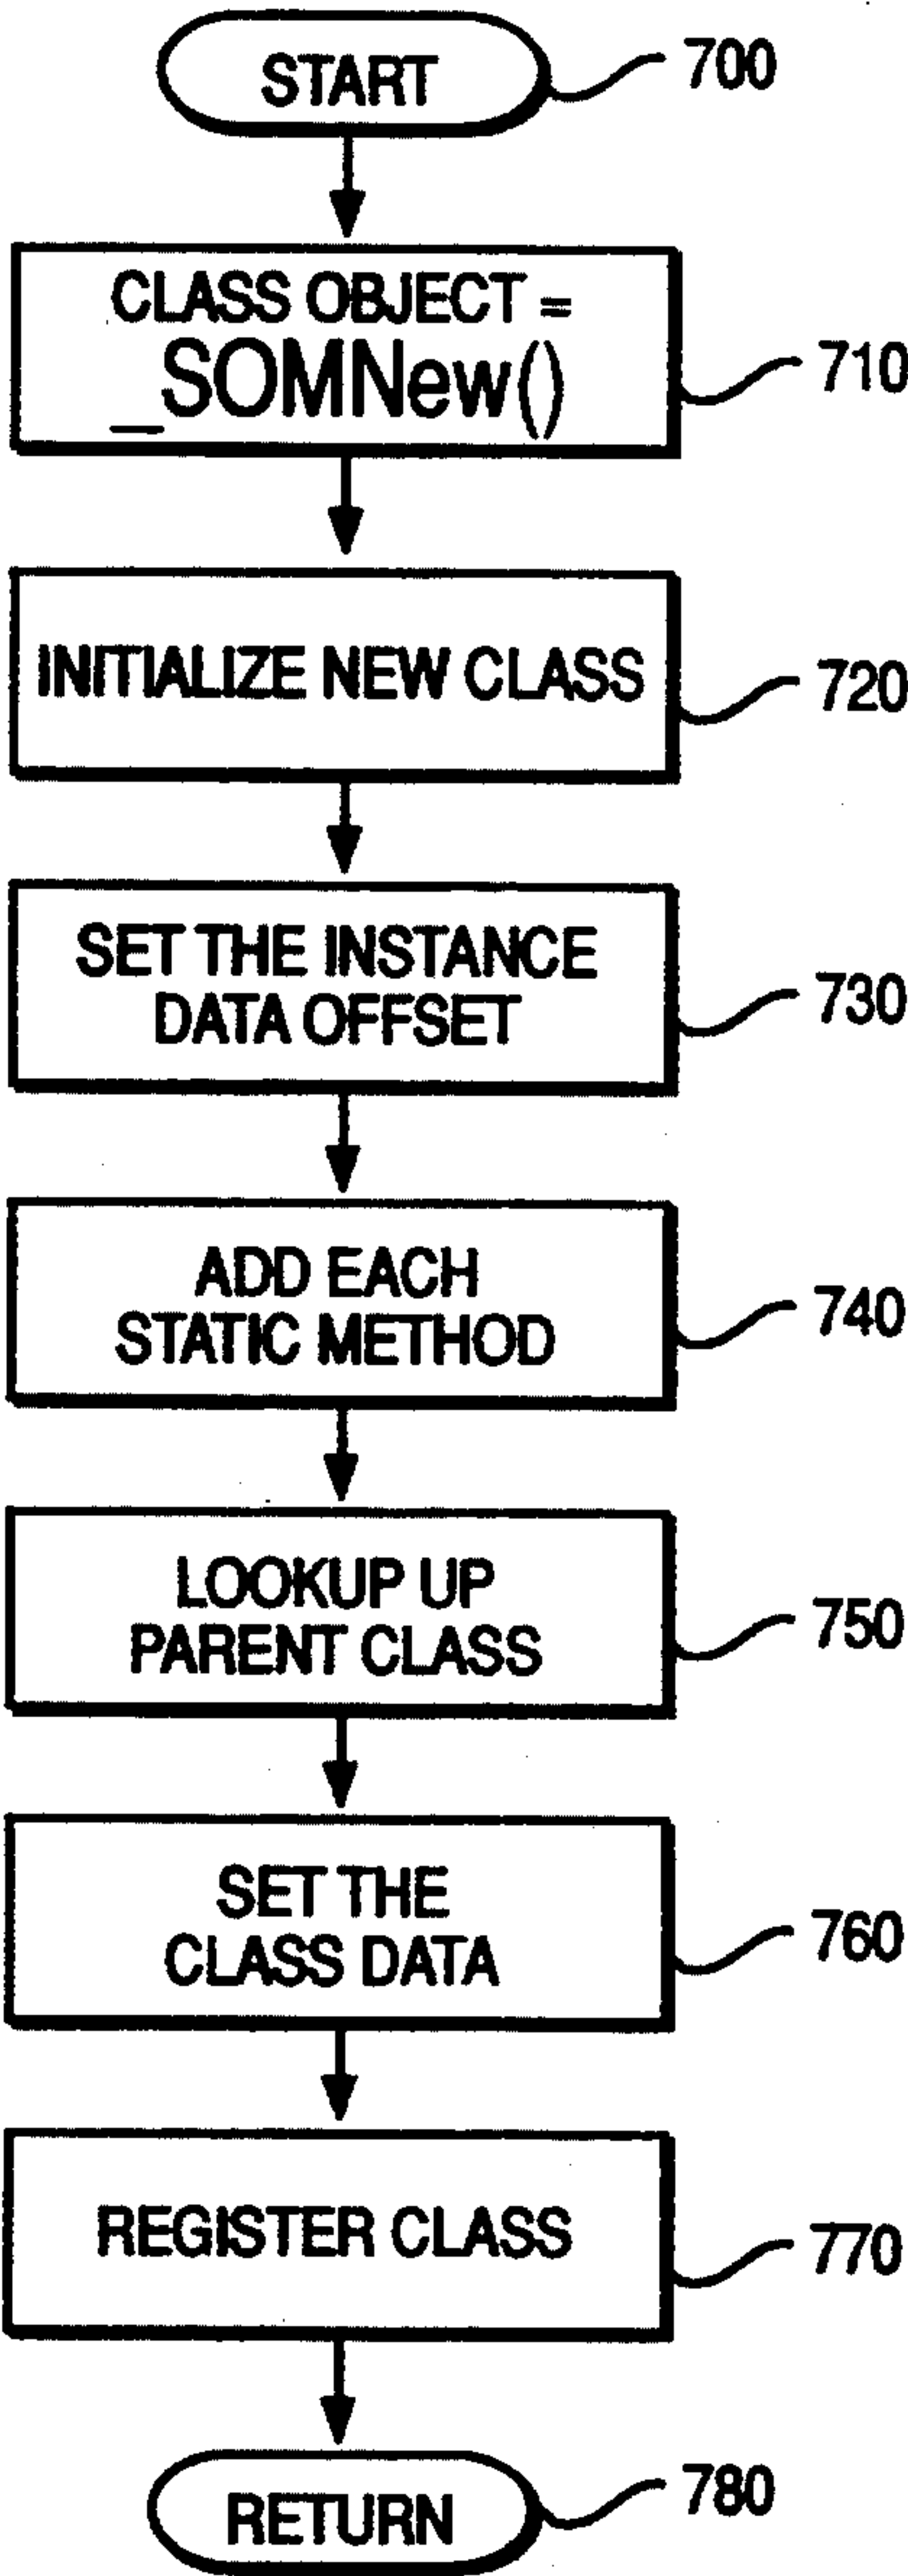 START
700
CLASS OBJECT =
_SOMNew()
710
INITIALIZE NEW CLASS
720
SET THE INSTANCE
DATA OFFSET
730
ADD EACH
STATIC METHOD
740
LOOKUP UP
PARENT CLASS
750
SET THE
CLASS DATA
760
REGISTER CLASS
770
RETURN
780